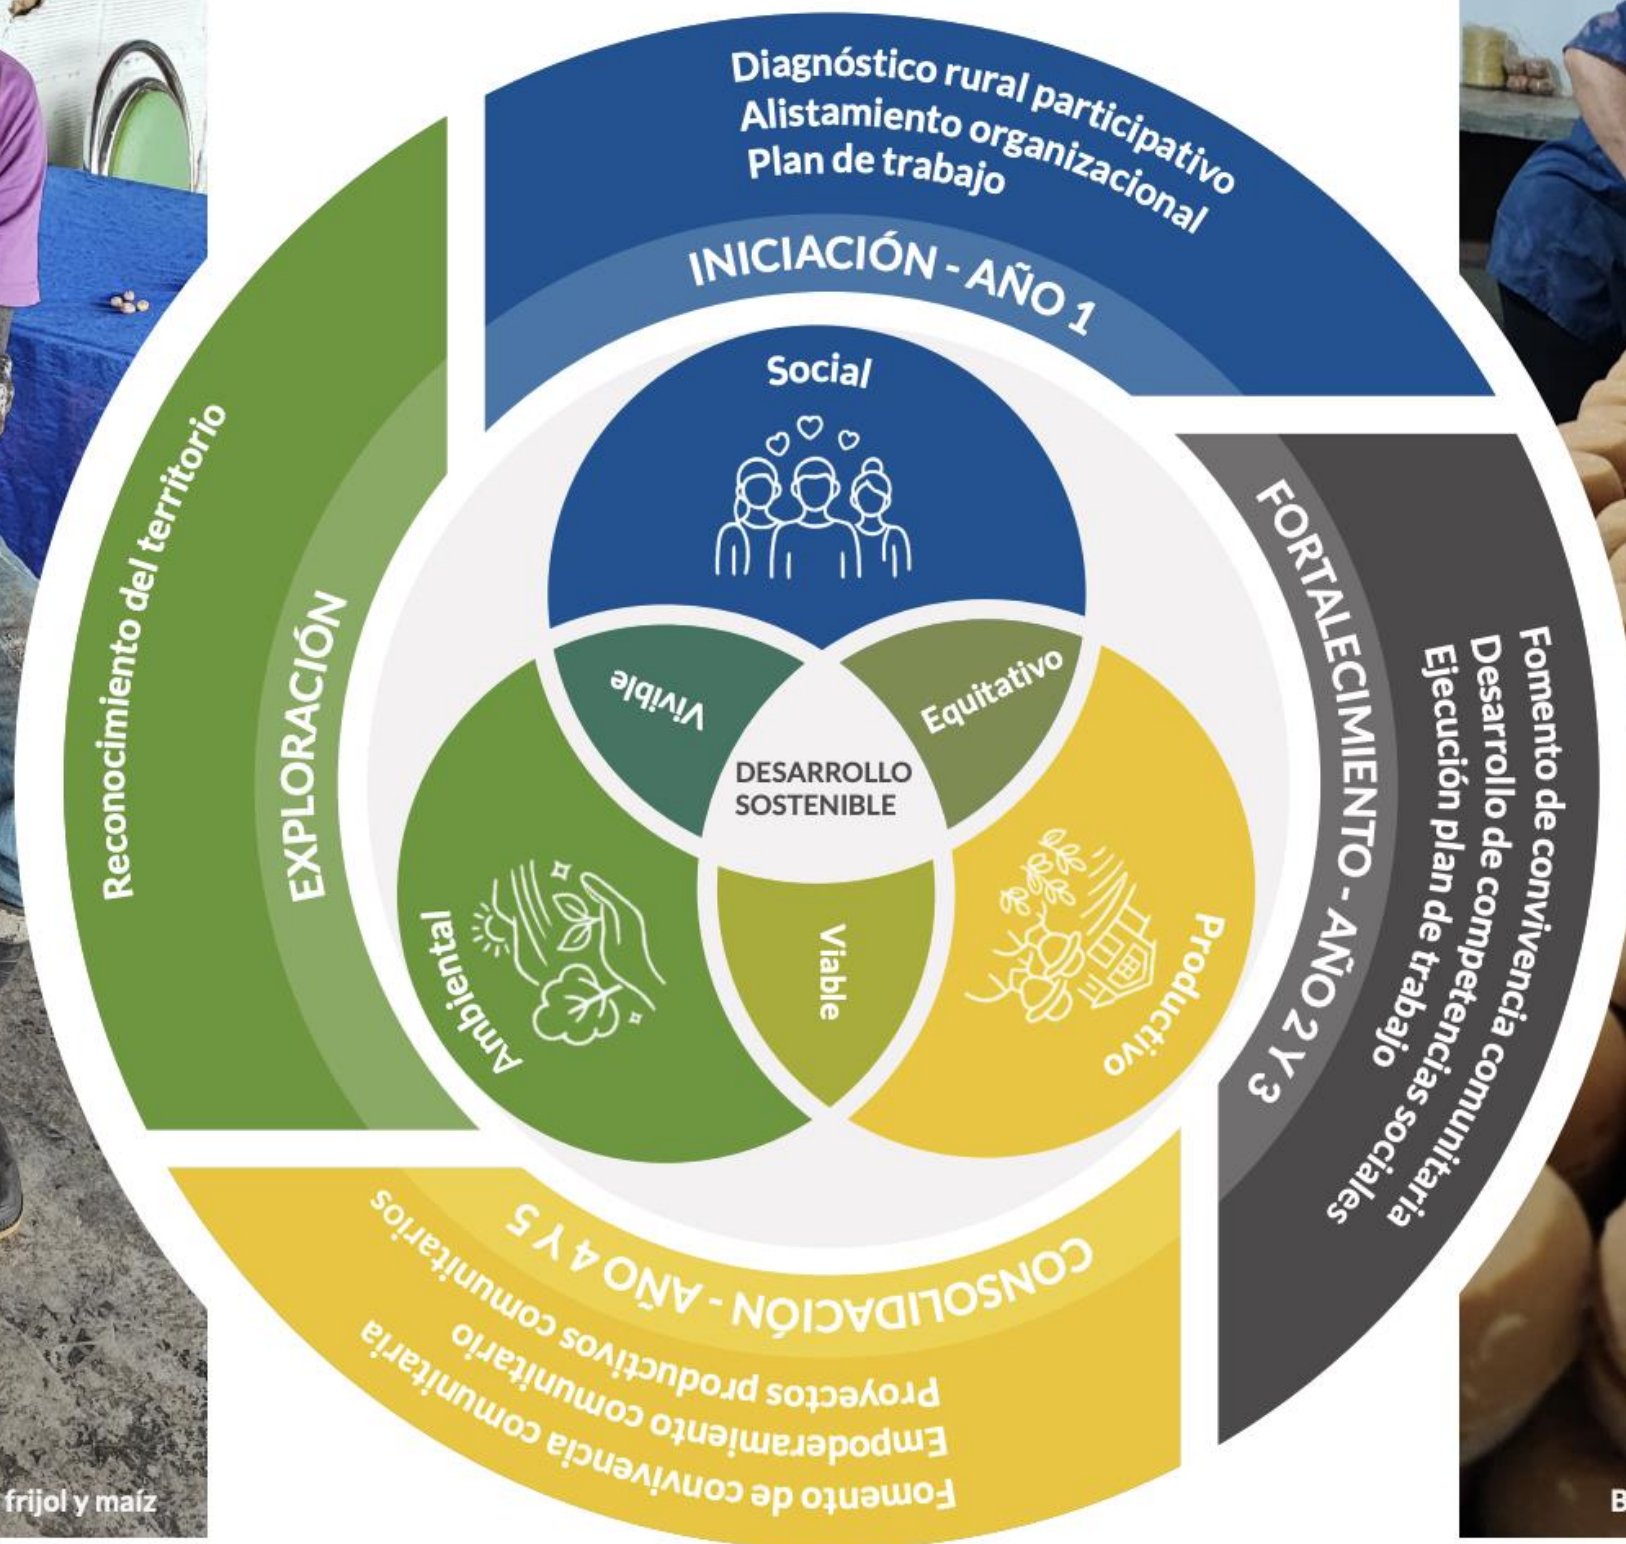 Diagnóstico rural participativo
Alistamiento organizacional
Plan de trabajo
INICIACIÓN - AÑO 1
Fomento de convivencia comunitaria
Desarrollo de competencias sociales
Ejecución plan de trabajo
FORTALECIMIENTO - AÑO 2 Y 3
CONSOLIDACIÓN - AÑO 4 Y 5
Proyectos productivos comunitarios
Empoderamiento comunitario
Fomento de convivencia comunitaria
Reconocimiento del territorio
EXPLORACIÓN
Social
Vivible
Equitativo
DESARROLLO
SOSTENIBLE
Ambiental
Viable
Productivo
frijol y maíz
B